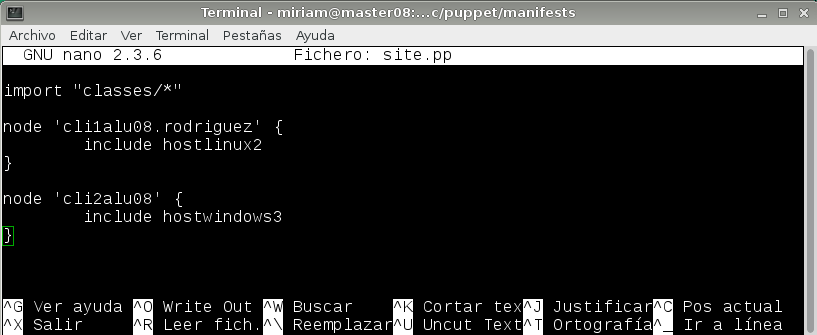 Terminal - miriam@master08:...c/puppet/manifests
Archivo Editar Ver Terminal Pestañas Ayuda
GNU nano 2.3.6 Fichero: site.pp
import "classes/*"
node 'cli1alu08.rodriguez' {
include hostlinux2
}
node 'cli2alu08' {
include hostwindows3
}
^G Ver ayuda ^O Write Out ^W Buscar ^K Cortar tex^J Justificar^C Pos actual
^X Salir ^R Leer fich.^\ Reemplazar^U Uncut Text^T Ortografía^_ Ir a línea